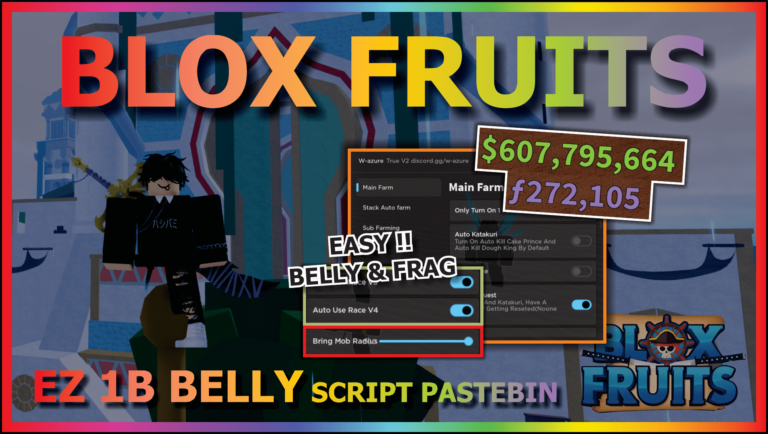 BLOX FRUITS
$607,795,664
ƒ272,105
W-azure True V2 discord.gg/w-azure
Main Farm
Stack Auto farm
Sub Farming
Main Farm
Only Turn On 1
Auto Katakuri
Turn On Auto Kill Cake Prince And
And Auto Kill Dough King By Default
And Katakuri, Have A
Getting Reseted(Noone
EASY !!
BELLY & FRAG
Auto Use Race V4
Bring Mob Radius
BLOX
FRUITS
EZ 1B BELLY SCRIPT PASTEBIN